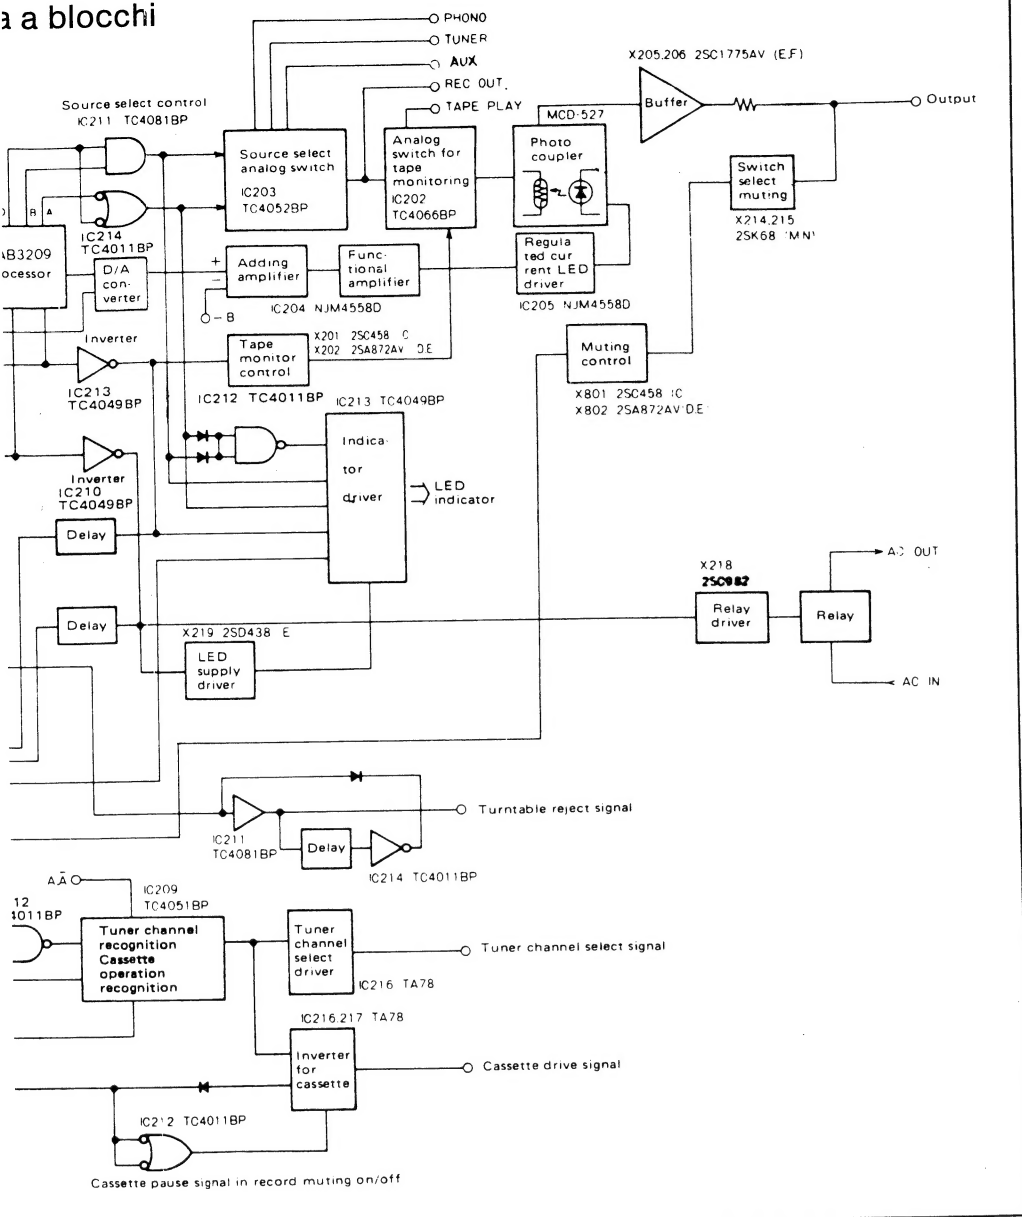 a a blocchi
PHONO
TUNER
AUX
REC OUT.
TAPE PLAY
X205.206 2SC1775AV (E.F)
Buffer
Output
Source select control
IC211 TC4081BP
MCD-527
Source select
analog switch
IC203
TC4052BP
Analog
switch for
tape
monitoring
IC202
TC4066BP
Photo
coupler
Switch
select
muting
X214,215
2SK68
B A
IC214
TC4011BP
AB3209
ocessor
D/A
con-
verter
+
−
Adding
amplifier
Func-
tional
amplifier
Regula
ted cur
rent LED
driver
IC204 NJM4558D
IC205 NJM4558D
- B
Inverter
IC213
TC4049BP
Tape
monitor
control
X201 2SC458 C
X202 2SA872AV D.E
Muting
control
X801 2SC458 C
X802 2SA872AV D.E
IC212 TC4011BP
IC213 TC4049BP
Indica-
tor
driver
LED
indicator
Inverter
IC210
TC4049BP
Delay
Delay
X219 2SD438 E
LED
supply
driver
X218
2SC982
Relay
driver
Relay
AC OUT
AC IN
Turntable reject signal
IC211
TC4081BP
Delay
IC214 TC4011BP
A.Ā
IC209
TC4051BP
12
4011BP
Tuner channel
recognition
Cassette
operation
recognition
Tuner
channel
select
driver
Tuner channel select signal
IC216 TA78
IC216.217 TA78
Inverter
for
cassette
Cassette drive signal
IC212 TC4011BP
Cassette pause signal in record muting on/off